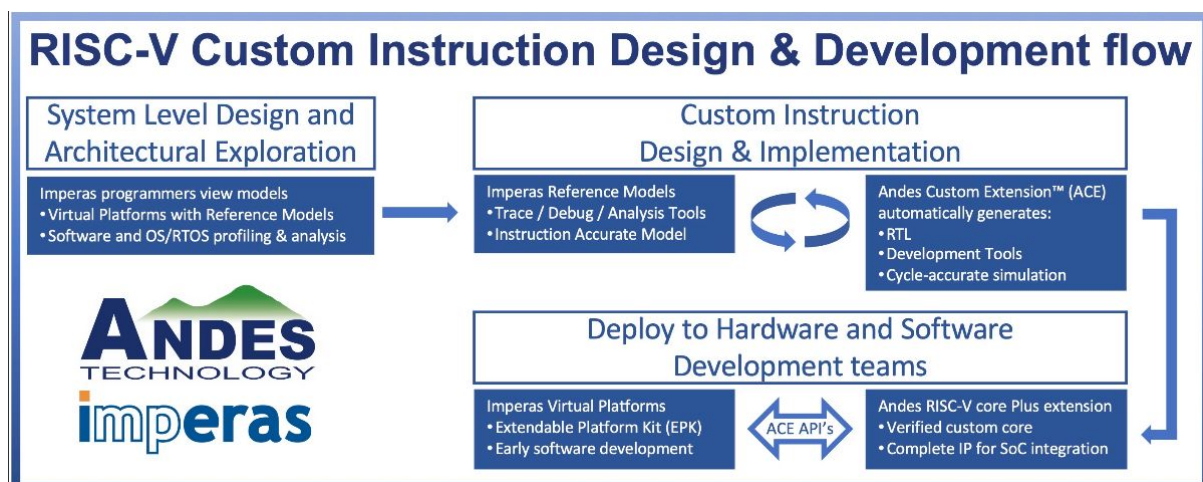 RISC-V Custom Instruction Design & Development flow
System Level Design and
Architectural Exploration
Imperas programmers view models
• Virtual Platforms with Reference Models
• Software and OS/RTOS profiling & analysis
Custom Instruction
Design & Implementation
Imperas Reference Models
• Trace / Debug / Analysis Tools
• Instruction Accurate Model
Andes Custom Extension™ (ACE)
automatically generates:
• RTL
• Development Tools
• Cycle-accurate simulation
ANDES
TECHNOLOGY
imperas
Deploy to Hardware and Software
Development teams
Imperas Virtual Platforms
• Extendable Platform Kit (EPK)
• Early software development
ACE API's
Andes RISC-V core Plus extension
• Verified custom core
• Complete IP for SoC integration